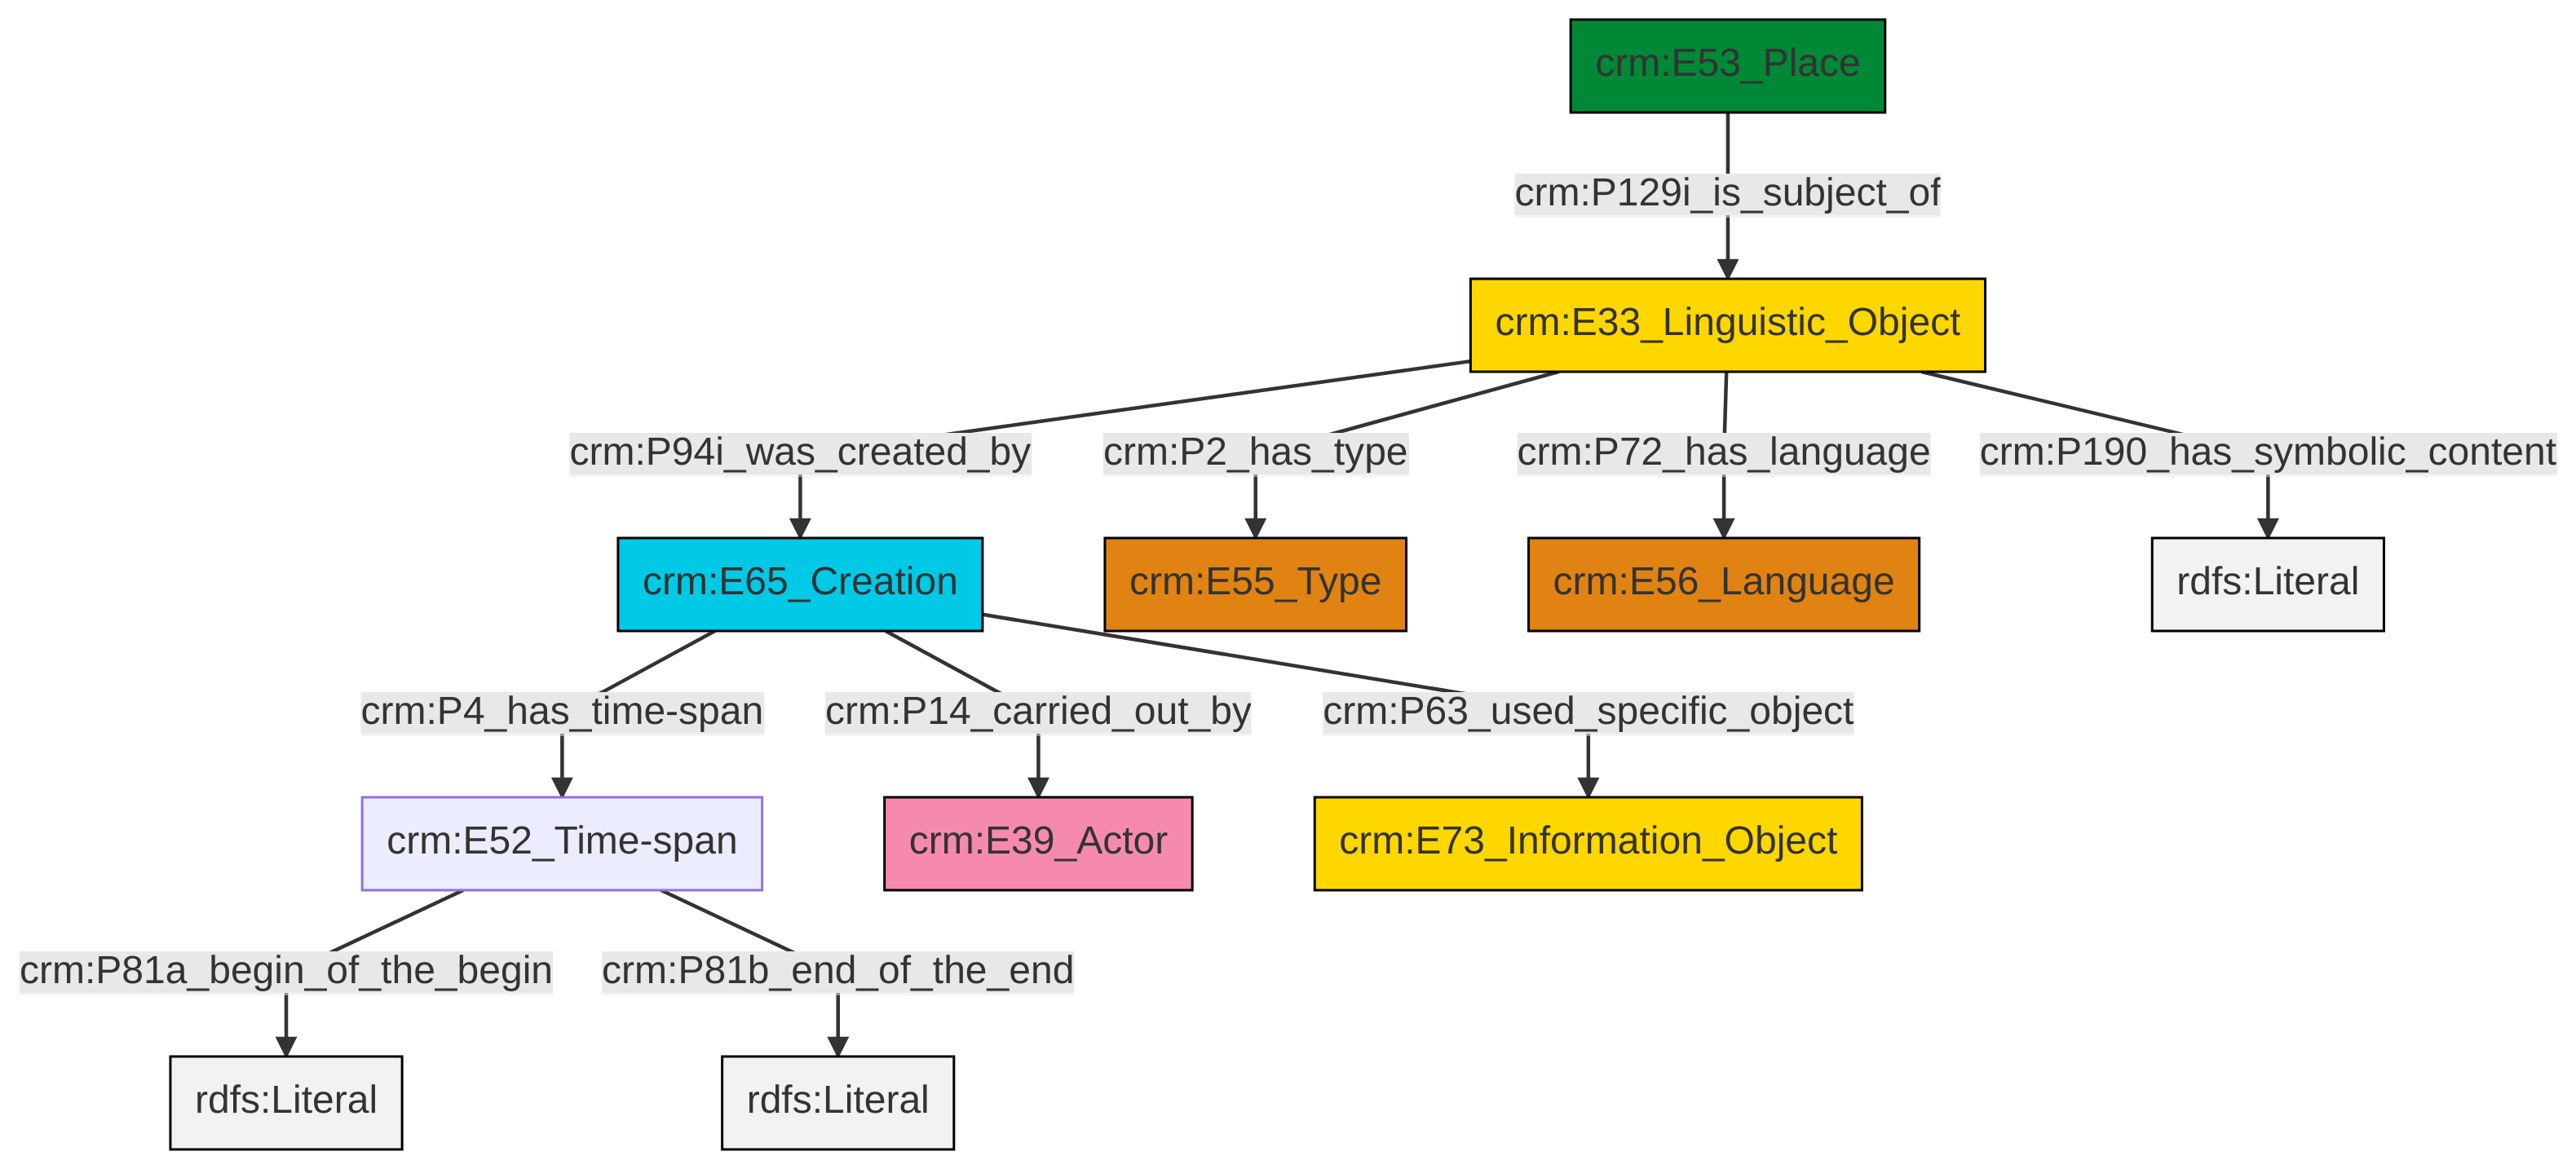 crm:E53_Place
crm:P129i_is_subject_of
crm:E33_Linguistic_Object
crm:P94i_was_created_by
crm:P2_has_type
crm:P72_has_language
crm:P190_has_symbolic_content
crm:E65_Creation
crm:E55_Type
crm:E56_Language
rdfs:Literal
crm:P4_has_time-span
crm:P14_carried_out_by
crm:P63_used_specific_object
crm:E52_Time-span
crm:E39_Actor
crm:E73_Information_Object
crm:P81a_begin_of_the_begin
crm:P81b_end_of_the_end
rdfs:Literal
rdfs:Literal